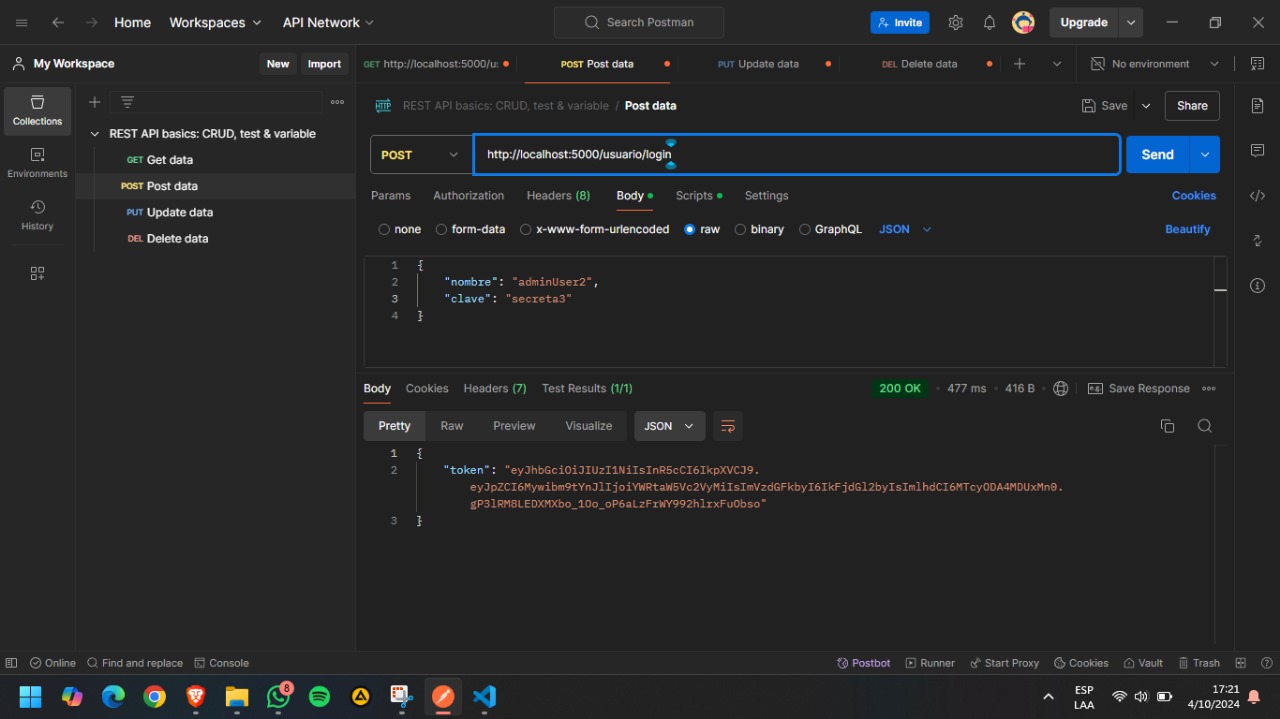 Home Workspaces API Network Search Postman Invite Upgrade
My Workspace New Import GET http://localhost:5000/u: POST Post data PUT Update data DEL Delete data No environment
Collections
Environments
History
REST API basics: CRUD, test & variable
GET Get data
POST Post data
PUT Update data
DEL Delete data
HTTP REST API basics: CRUD, test & variable / Post data Save Share
POST http://localhost:5000/usuario/login Send
Params Authorization Headers (8) Body Scripts Settings Cookies
none form-data x-www-form-urlencoded raw binary GraphQL JSON Beautify
1 {
2 "nombre": "adminUser2",
3 "clave": "secreta3"
4 }
Body Cookies Headers (7) Test Results (1/1) 200 OK 477 ms 416 B Save Response
Pretty Raw Preview Visualize JSON
1 {
2 "token": "eyJhbGciOiJIUzI1NiIsInR5cCI6IkpXVCJ9.
eyJpZCI6Mywibm9tYnJlIjoiYWRtaW5Vc2VyMiIsImVzdGFkbyI6IkFjdGl2byIsImlhdCI6MTcyODA4MDUxMn0.
gP3lRM8LEDXMXbo_1Oo_oP6aLzFrWY992hlrxFuObso"
3 }
Online Find and replace Console Postbot Runner Start Proxy Cookies Vault Trash
8 ESP LAA 17:21 4/10/2024